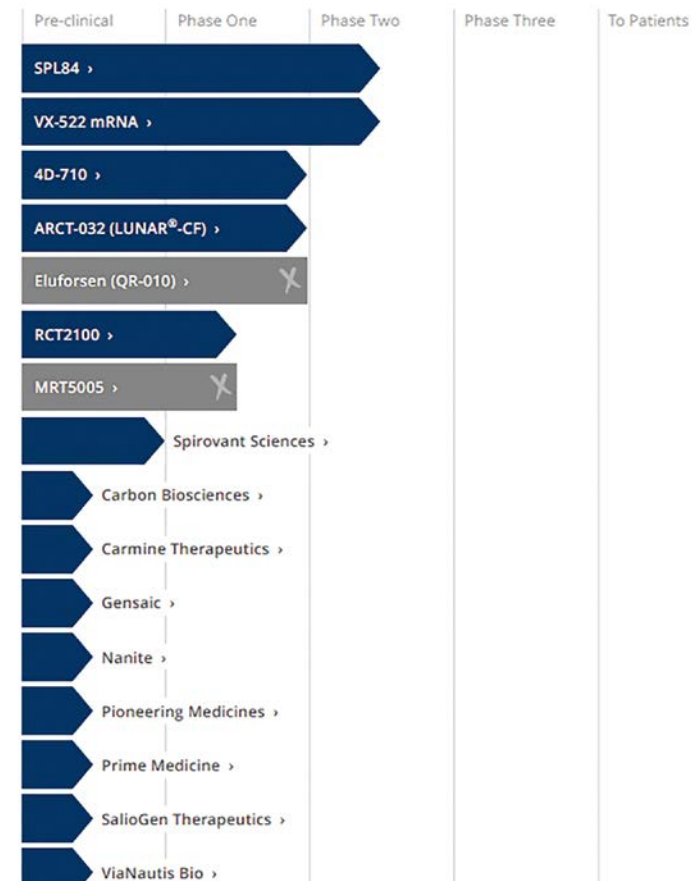 Pre-clinical Phase One Phase Two Phase Three To Patients
SPL84 ›
VX-522 mRNA ›
4D-710 ›
ARCT-032 (LUNAR®-CF) ›
Eluforsen (QR-010) › X
RCT2100 ›
MRT5005 › X
Spirovant Sciences ›
Carbon Biosciences ›
Carmine Therapeutics ›
Gensaic ›
Nanite ›
Pioneering Medicines ›
Prime Medicine ›
SalioGen Therapeutics ›
ViaNautis Bio ›